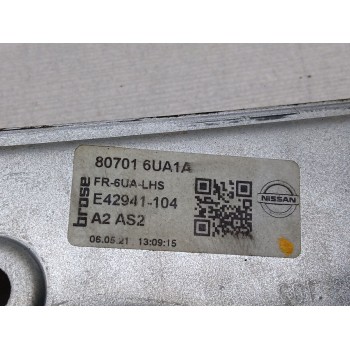 brose
80701 6UA1A
FR-6UA-LHS
E42941-104
A2 AS2
06.05.21 13:09:15
NISSAN